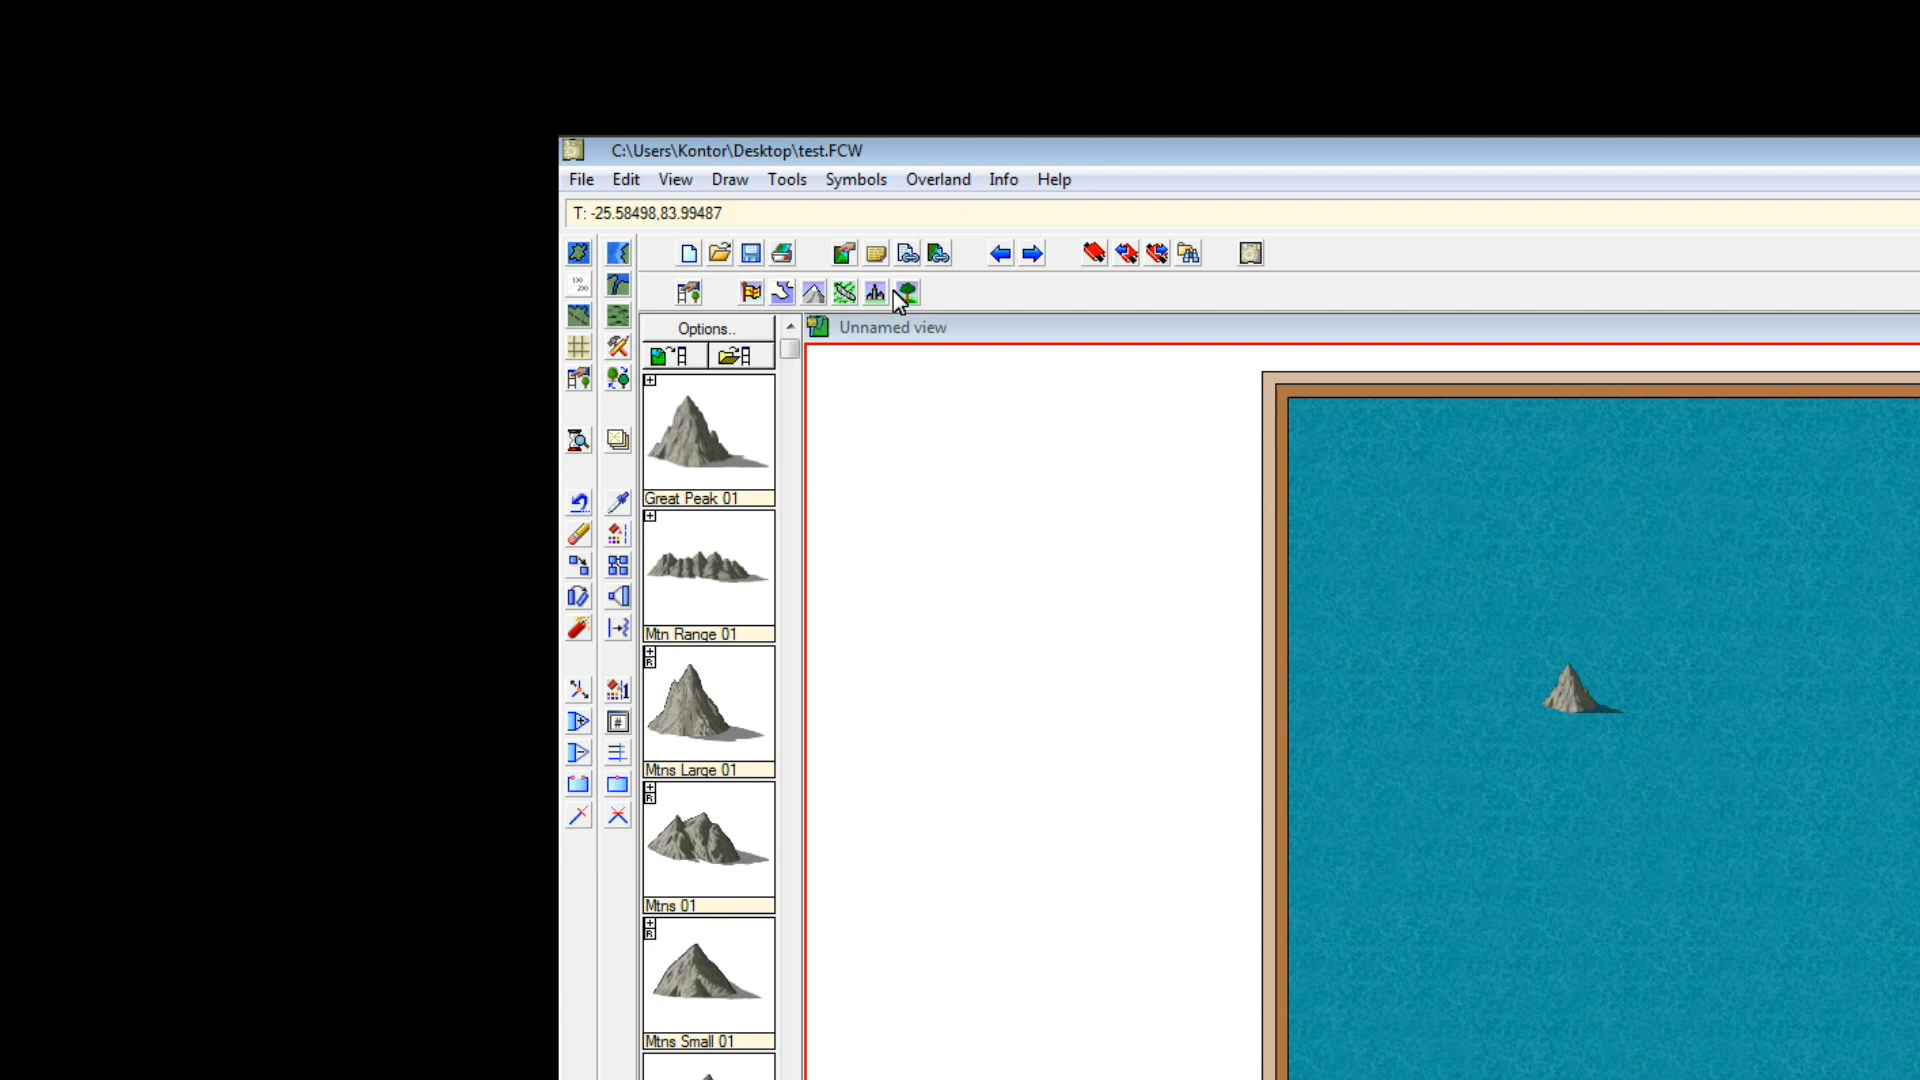 C:\Users\Kontor\Desktop\test.FCW
File Edit View Draw Tools Symbols Overland Info Help
T: -25.58498,83.99487
Options..
Unnamed view
Great Peak 01
Mtn Range 01
Mtns Large 01
Mtns 01
Mtns Small 01